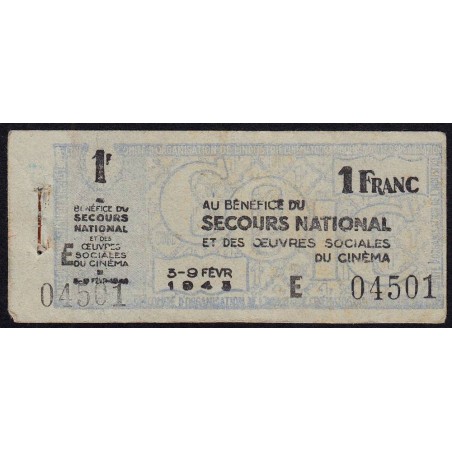 1F
AU
BÉNÉFICE DU
SECOURS
NATIONAL
ET DES
ŒUVRES
SOCIALES
DU CINÉMA
E
04501
1 FRANC
AU BÉNÉFICE DU
SECOURS NATIONAL
ET DES ŒUVRES SOCIALES
DU CINÉMA
3-9 FÉVR
1943
E 04501